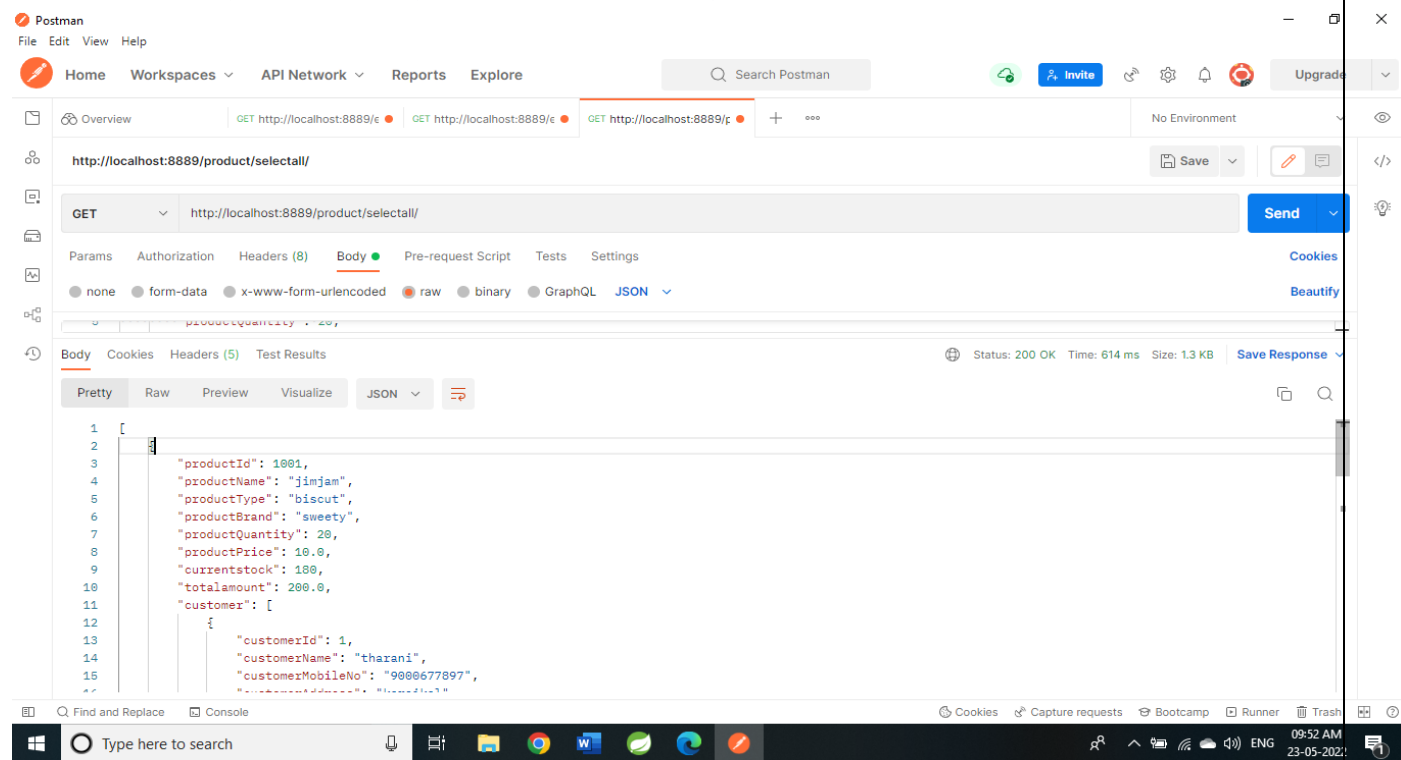 Postman
File Edit View Help
Home Workspaces API Network Reports Explore Search Postman Invite Upgrade
Overview GET http://localhost:8889/e GET http://localhost:8889/e GET http://localhost:8889/p No Environment
http://localhost:8889/product/selectall/ Save
GET http://localhost:8889/product/selectall/ Send
Params Authorization Headers (8) Body Pre-request Script Tests Settings Cookies
none form-data x-www-form-urlencoded raw binary GraphQL JSON Beautify
5 productQuantity : 20,
Body Cookies Headers (5) Test Results Status: 200 OK Time: 614 ms Size: 1.3 KB Save Response
Pretty Raw Preview Visualize JSON
1 [
2 {
3 "productId": 1001,
4 "productName": "jimjam",
5 "productType": "biscut",
6 "productBrand": "sweety",
7 "productQuantity": 20,
8 "productPrice": 10.0,
9 "currentstock": 180,
10 "totalamount": 200.0,
11 "customer": [
12 {
13 "customerId": 1,
14 "customerName": "tharani",
15 "customerMobileNo": "9000677897",
16 "customerAddress":
Find and Replace Console Cookies Capture requests Bootcamp Runner Trash
Type here to search ENG 09:52 AM
23-05-2022 1